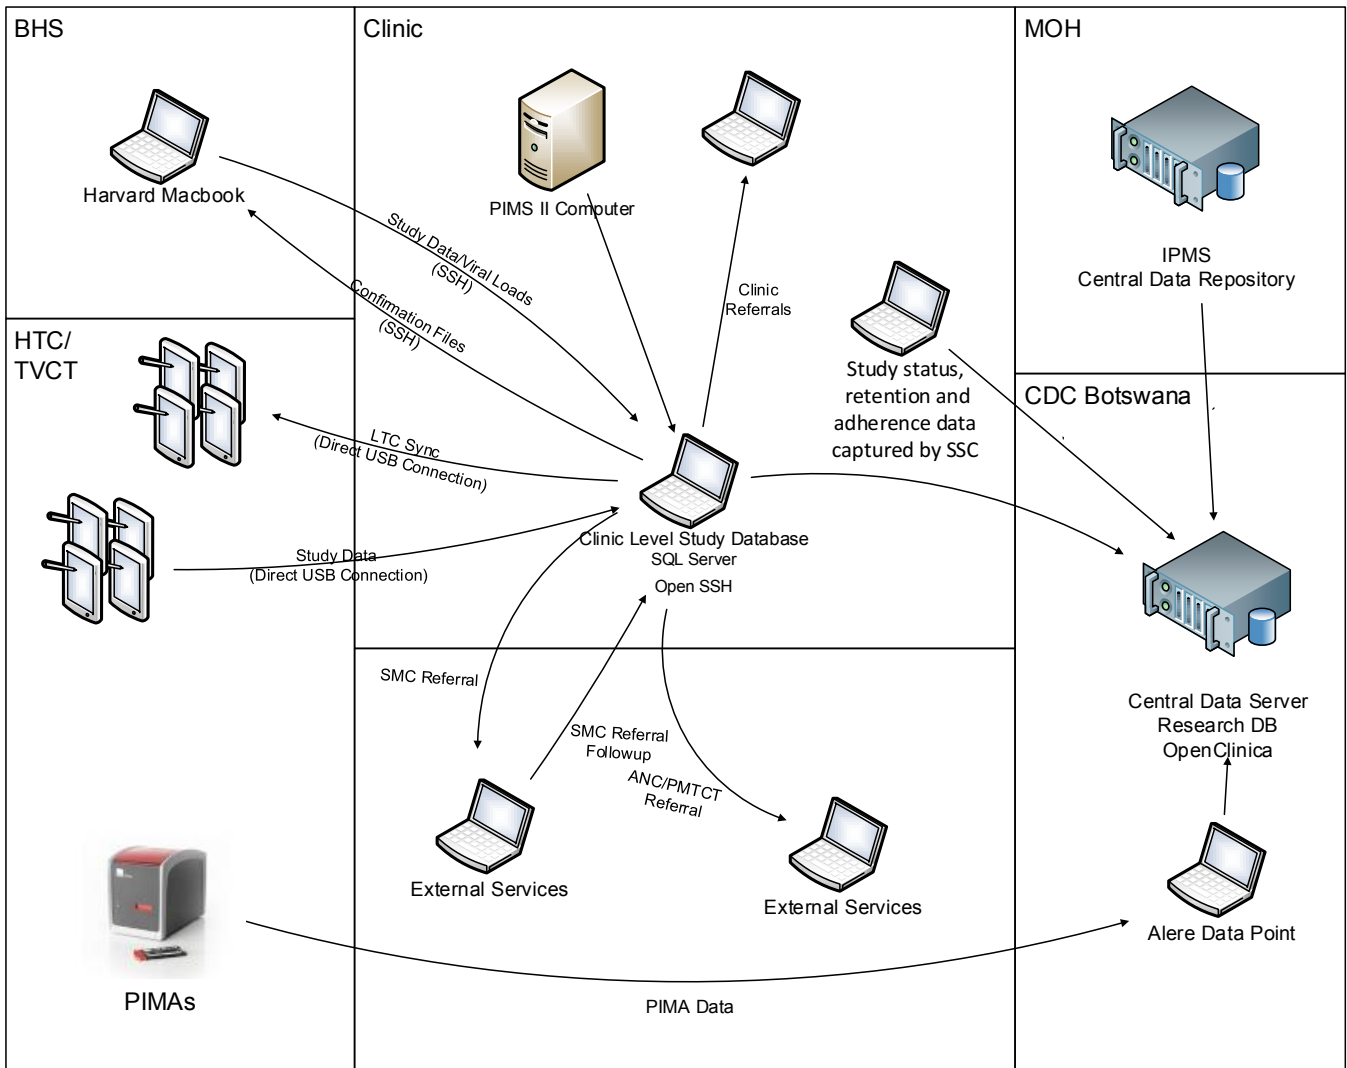 BHS
Clinic
MOH
Harvard Macbook
PIMS II Computer
Study Data/Viral Loads
(SSH)
Confirmation Files
(SSH)
Clinic
Referrals
IPMS
Central Data Repository
HTC/
TVCT
Study status,
retention and
adherence data
captured by SSC
CDC Botswana
LTC Sync
(Direct USB Connection)
Study Data
(Direct USB Connection)
Clinic Level Study Database
SQL Server
Open SSH
SMC Referral
SMC Referral
Followup
ANC/PMTCT
Referral
Central Data Server
Research DB
OpenClinica
External Services
External Services
Alere Data Point
PIMAs
PIMA Data